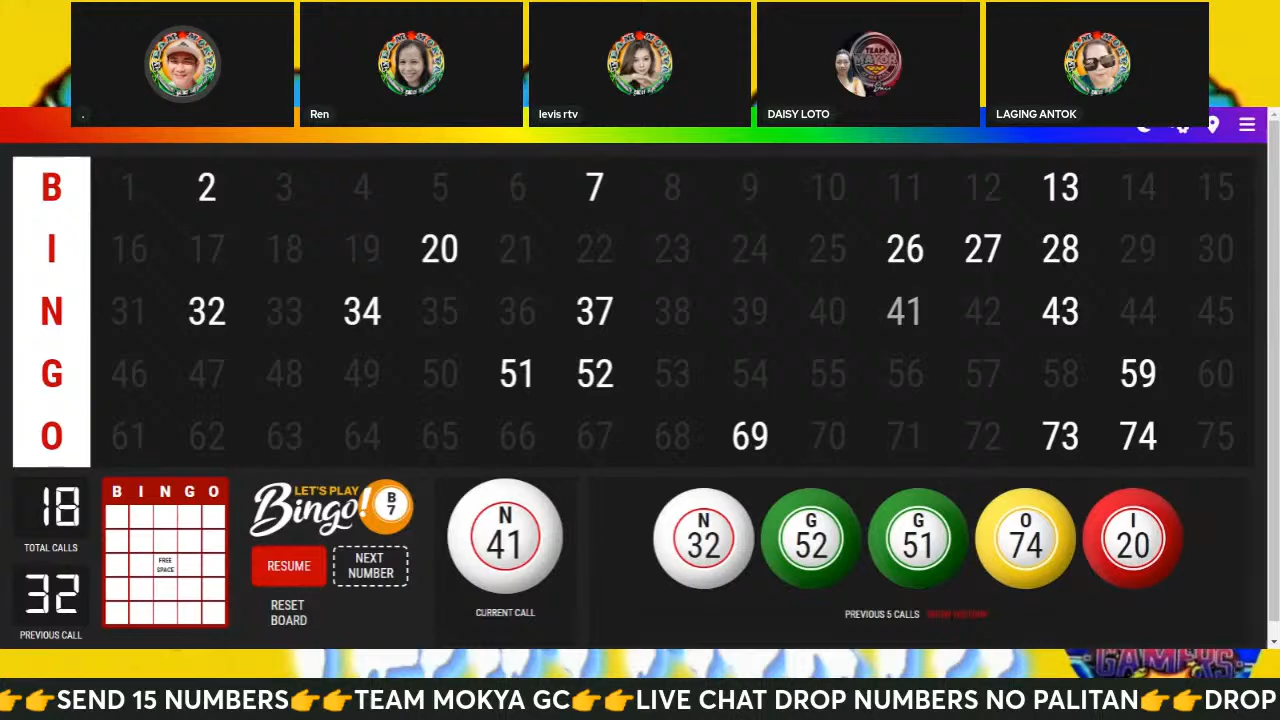 .
Ren
levis rtv
DAISY LOTO
LAGING ANTOK
B 1 2 3 4 5 6 7 8 9 10 11 12 13 14 15
I 16 17 18 19 20 21 22 23 24 25 26 27 28 29 30
N 31 32 33 34 35 36 37 38 39 40 41 42 43 44 45
G 46 47 48 49 50 51 52 53 54 55 56 57 58 59 60
O 61 62 63 64 65 66 67 68 69 70 71 72 73 74 75
18
TOTAL CALLS
32
PREVIOUS CALL
B I N G O
FREE
SPACE
LET'S PLAY
Bingo!
B
7
RESUME
NEXT
NUMBER
RESET
BOARD
N
41
CURRENT CALL
N
32
G
52
G
51
O
74
I
20
PREVIOUS 5 CALLS
GAMERS
👉👉SEND 15 NUMBERS👉👉TEAM MOKYA GC👉👉LIVE CHAT DROP NUMBERS NO PALITAN👉👉DROP